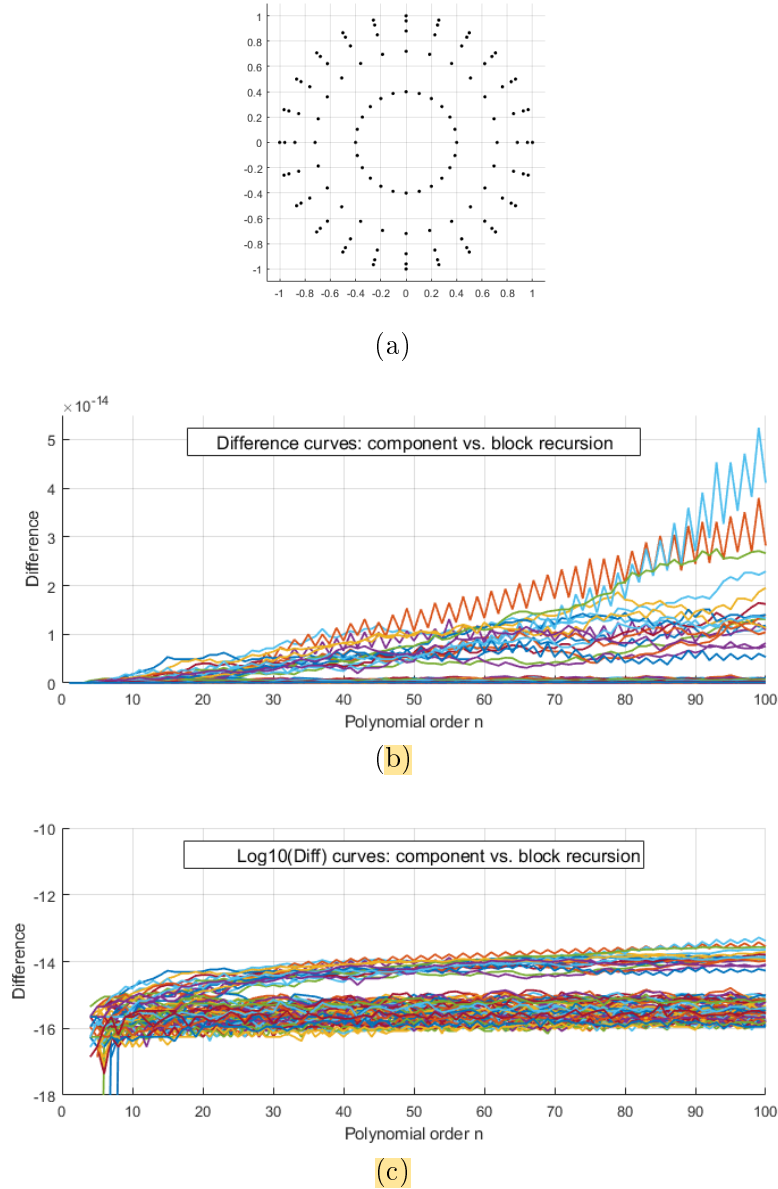 1
0.8
0.6
0.4
0.2
0
-0.2
-0.4
-0.6
-0.8
-1
-1 -0.8 -0.6 -0.4 -0.2 0 0.2 0.4 0.6 0.8 1
(a)
×10-14
Difference curves: component vs. block recursion
5
4
3
2
1
0
Difference
0 10 20 30 40 50 60 70 80 90 100
Polynomial order n
(b)
-10
Log10(Diff) curves: component vs. block recursion
-12
-14
-16
-18
Difference
0 10 20 30 40 50 60 70 80 90 100
Polynomial order n
(c)